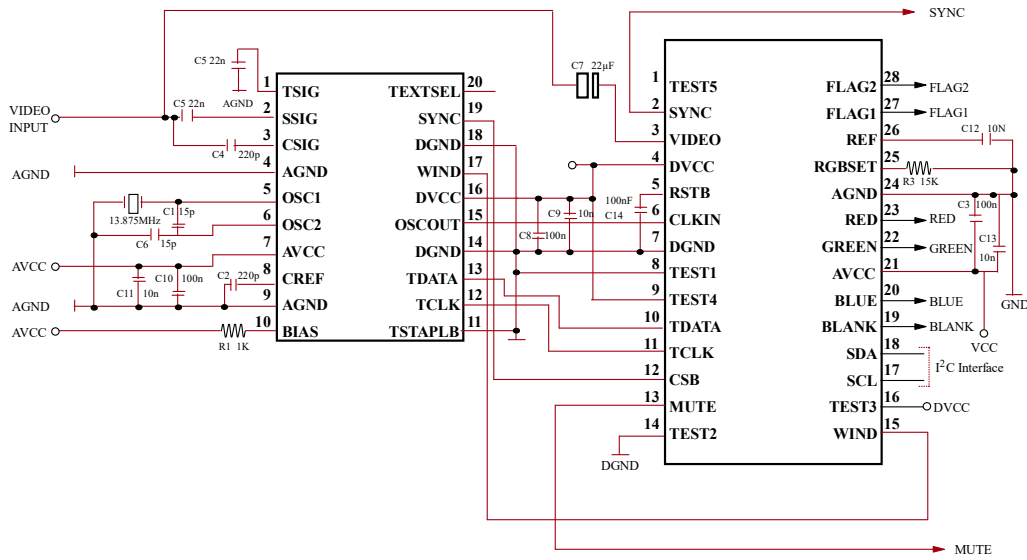 SYNC
C5 22n
AGND
C7 22µF
VIDEO
INPUT
C5 22n
C4 220p
AGND
13.875MHz
C1 15p
C6 15p
AVCC
C11 10n
C10 100n
C2 220p
AGND
AVCC
R1 1K
1 TSIG
2 SSIG
3 CSIG
4 AGND
5 OSC1
6 OSC2
7 AVCC
8 CREF
9 AGND
10 BIAS
TEXTSEL 20
SYNC 19
DGND 18
WIND 17
DVCC 16
OSCOUT 15
DGND 14
TDATA 13
TCLK 12
TSTAPLB 11
C8 100n
C9 10n
100nF
C14
1 TEST5
2 SYNC
3 VIDEO
4 DVCC
5 RSTB
6 CLKIN
7 DGND
8 TEST1
9 TEST4
10 TDATA
11 TCLK
12 CSB
13 MUTE
14 TEST2
DGND
FLAG2 28 FLAG2
FLAG1 27 FLAG1
REF 26
RGBSET 25
AGND 24
RED 23 RED
GREEN 22 GREEN
AVCC 21
BLUE 20 BLUE
BLANK 19 BLANK
SDA 18
SCL 17
TEST3 16 DVCC
WIND 15
C12 10N
R3 15K
C3 100n
C13
10n
GND
VCC
I²C Interface
MUTE